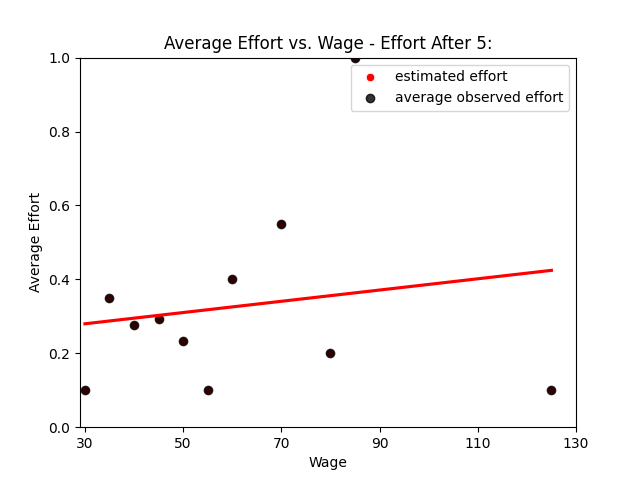 Average Effort vs. Wage - Effort After 5:
1.0
0.8
0.6
0.4
0.2
0.0
Average Effort
estimated effort
average observed effort
30
50
70
90
110
130
Wage